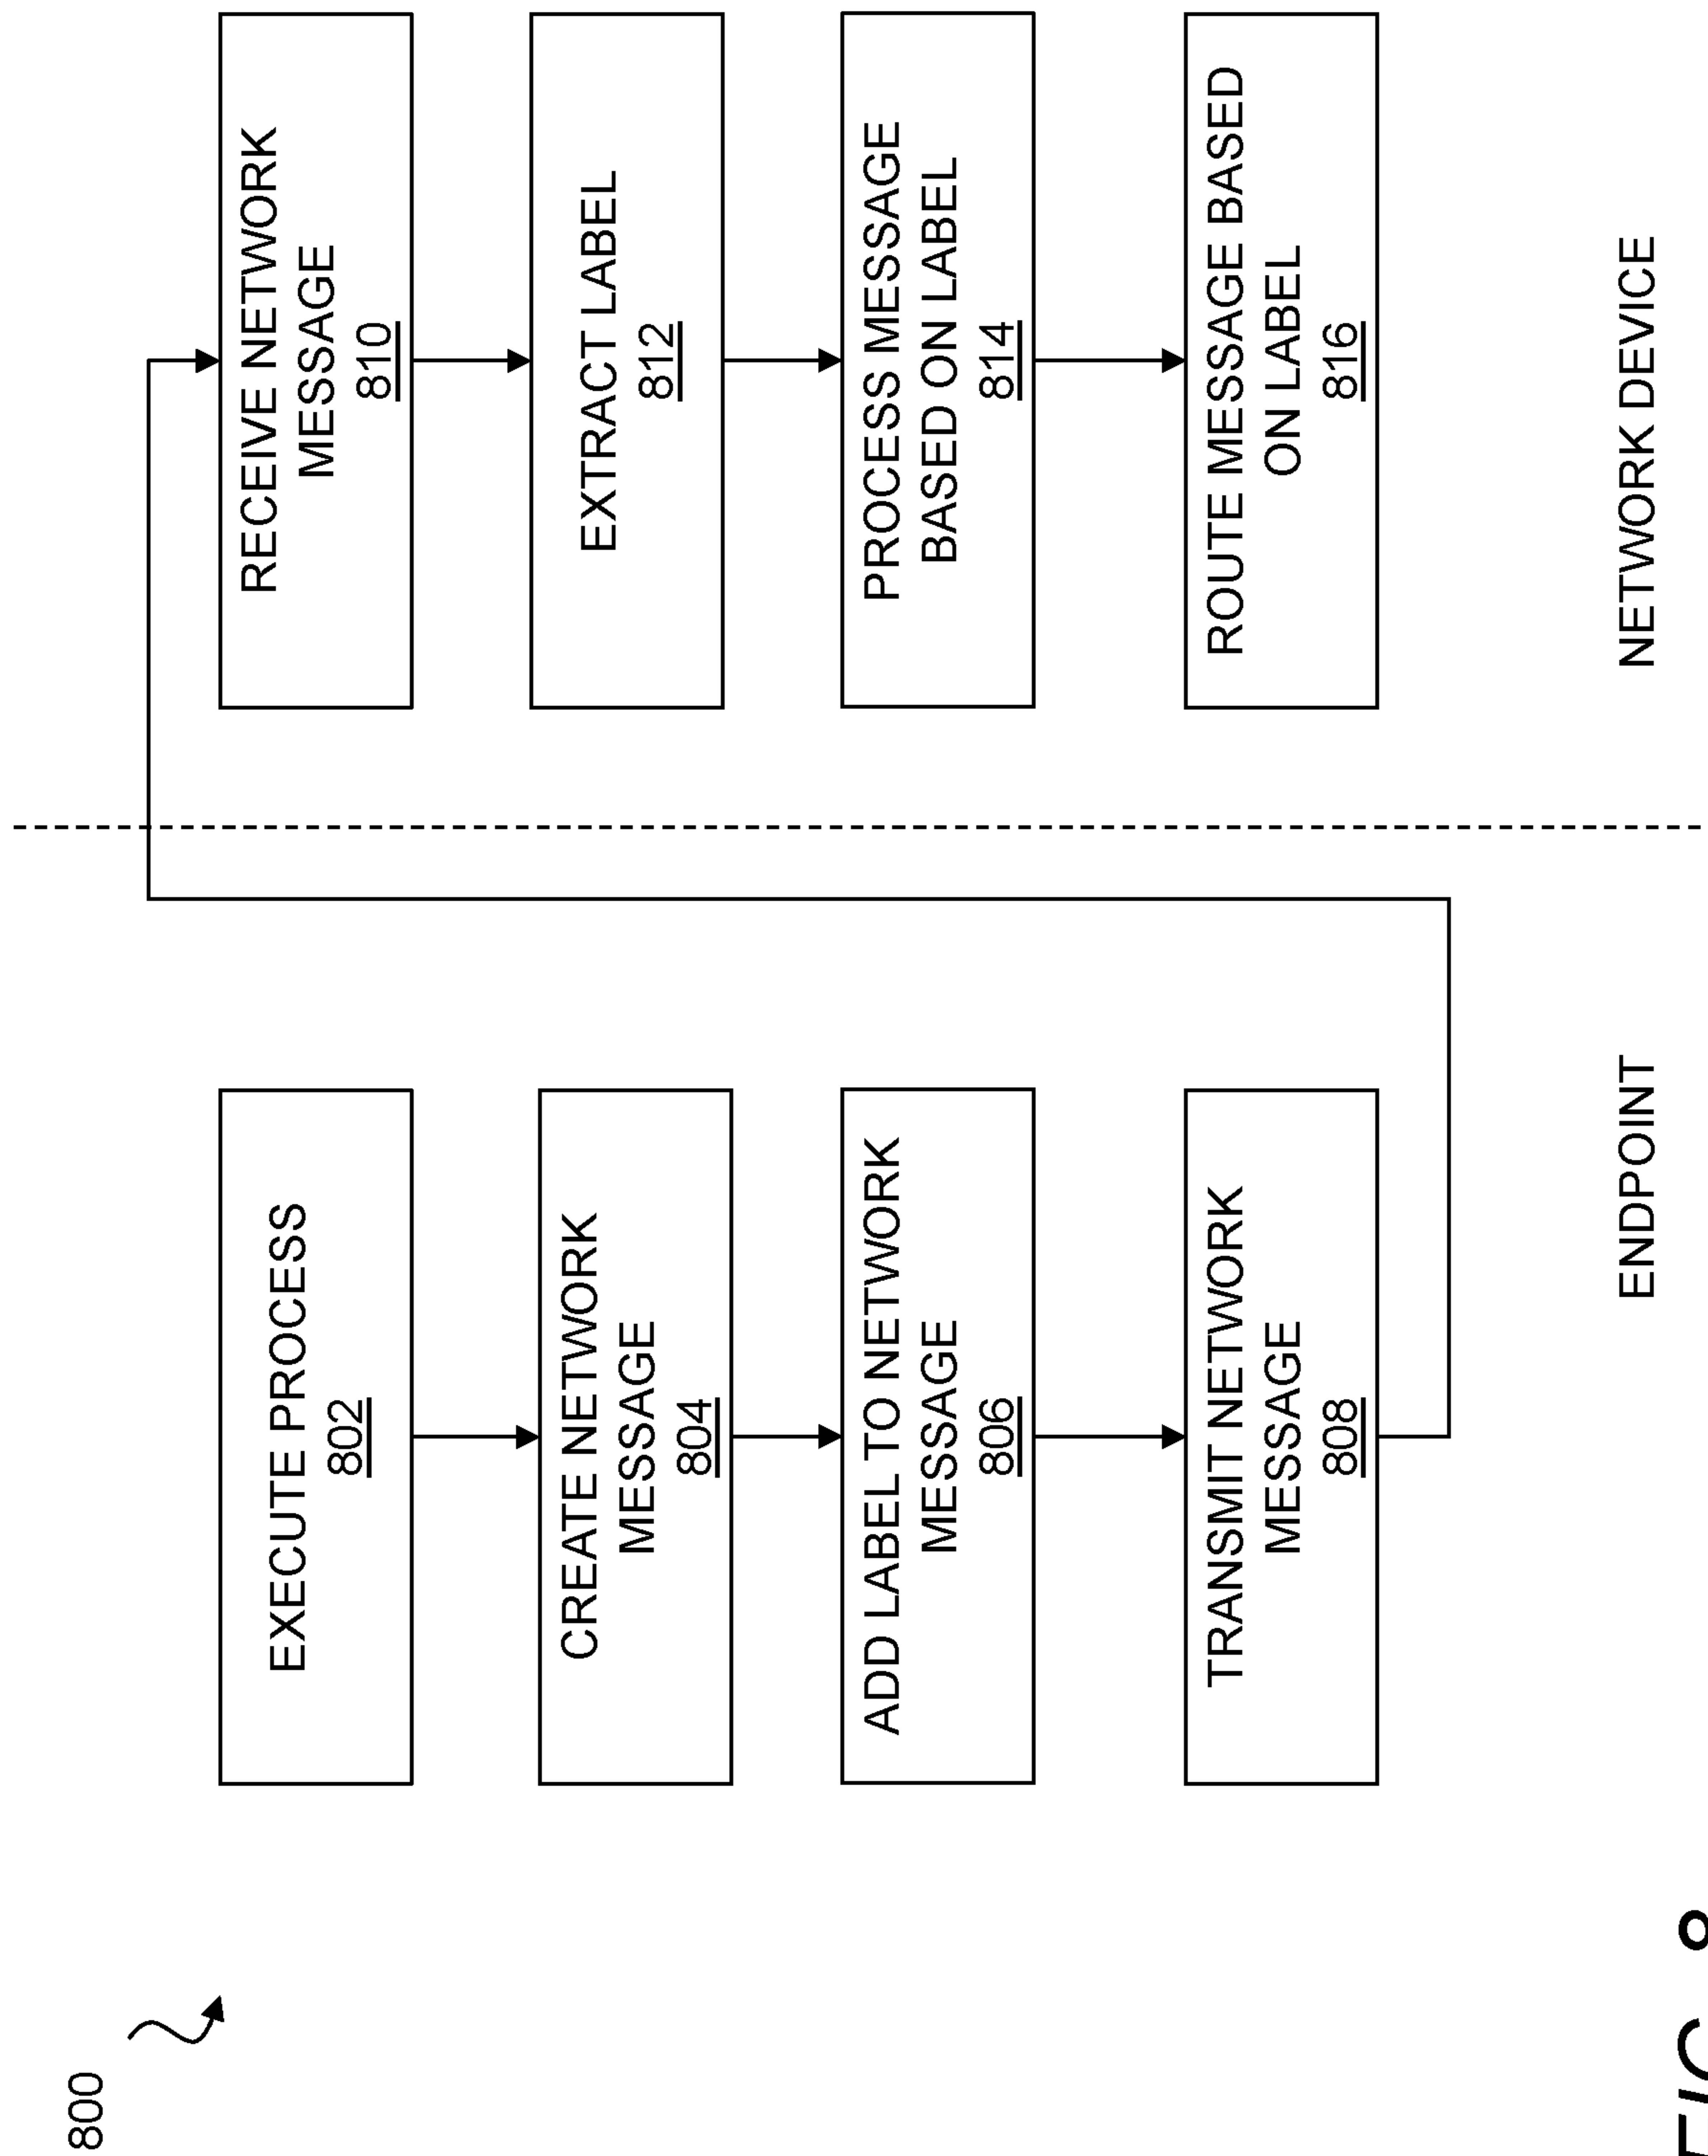 800
EXECUTE PROCESS
802
CREATE NETWORK
MESSAGE
804
ADD LABEL TO NETWORK
MESSAGE
806
TRANSMIT NETWORK
MESSAGE
808
ENDPOINT
RECEIVE NETWORK
MESSAGE
810
EXTRACT LABEL
812
PROCESS MESSAGE
BASED ON LABEL
814
ROUTE MESSAGE BASED
ON LABEL
816
NETWORK DEVICE
FIG. 8